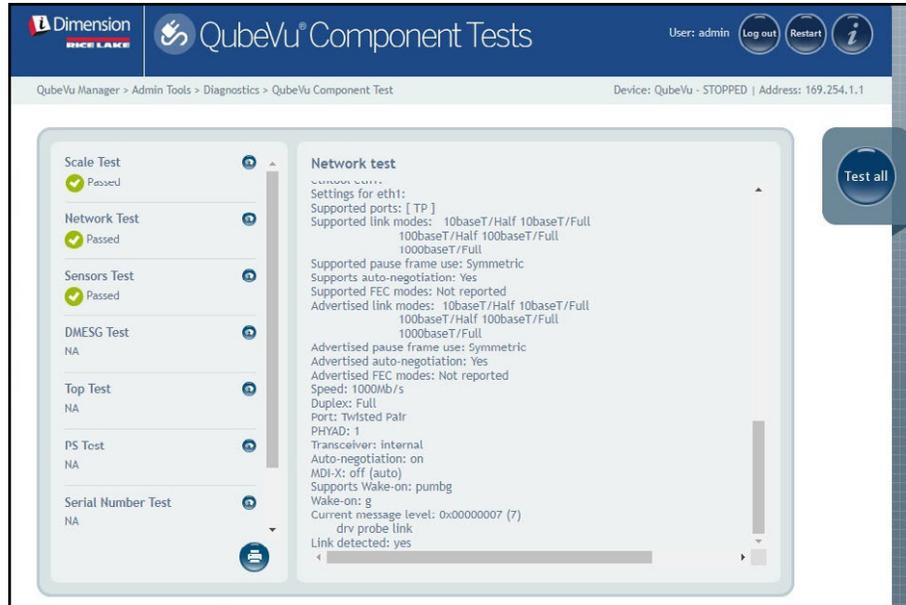 iDimension
RICE LAKE
QubeVu® Component Tests
User: admin
Log out
Restart
i
QubeVu Manager > Admin Tools > Diagnostics > QubeVu Component Test
Device: QubeVu - STOPPED | Address: 169.254.1.1
Scale Test
Passed
Network Test
Passed
Sensors Test
Passed
DMESG Test
NA
Top Test
NA
PS Test
NA
Serial Number Test
NA
Network test
ethtool eth1:
Settings for eth1:
Supported ports: [ TP ]
Supported link modes: 10baseT/Half 10baseT/Full
100baseT/Half 100baseT/Full
1000baseT/Full
Supported pause frame use: Symmetric
Supports auto-negotiation: Yes
Supported FEC modes: Not reported
Advertised link modes: 10baseT/Half 10baseT/Full
100baseT/Half 100baseT/Full
1000baseT/Full
Advertised pause frame use: Symmetric
Advertised auto-negotiation: Yes
Advertised FEC modes: Not reported
Speed: 1000Mb/s
Duplex: Full
Port: Twisted Pair
PHYAD: 1
Transceiver: internal
Auto-negotiation: on
MDI-X: off (auto)
Supports Wake-on: pumbg
Wake-on: g
Current message level: 0x00000007 (7)
drv probe link
Link detected: yes
Test all